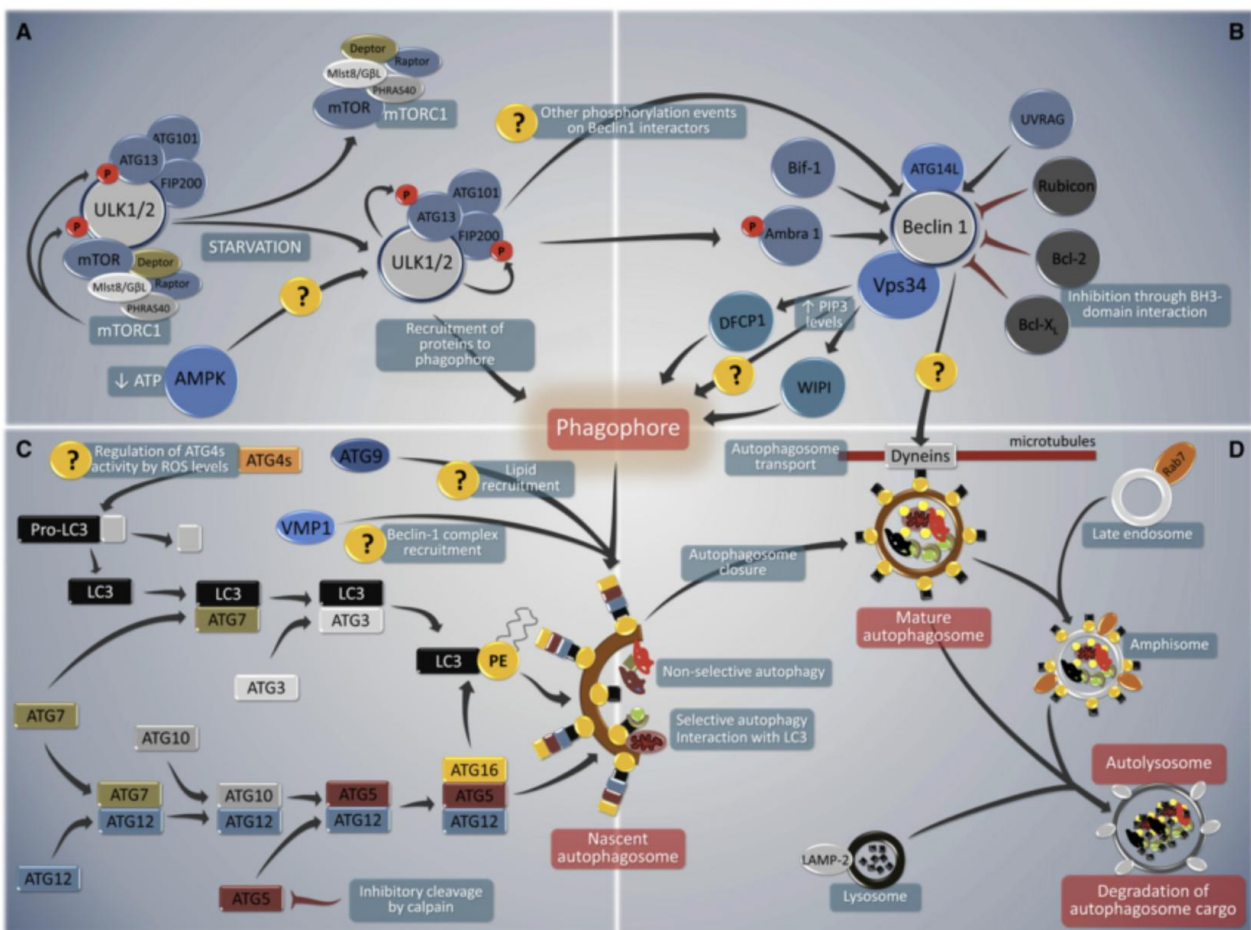 A
Deptor
Raptor
Mlst8/GβL
PHRAS40
mTOR
mTORC1
ATG101
ATG13
P
FIP200
ULK1/2
P
mTOR
Deptor
Mlst8/GβL
Raptor
PHRAS40
mTORC1
STARVATION
?
↓ ATP
AMPK
P
ATG101
ATG13
FIP200
P
ULK1/2
Recruitment of
proteins to
phagophore
B
?
Other phosphorylation events
on Beclin1 interactors
UVRAG
Bif-1
ATG14L
Rubicon
P
Ambra 1
Beclin 1
Bcl-2
Vps34
Inhibition through BH3-
domain interaction
Bcl-XL
DFCP1
↑ PIP3
levels
?
WIPI
?
Phagophore
C
?
Regulation of ATG4s
activity by ROS levels
ATG4s
ATG9
?
Lipid
recruitment
Pro-LC3
VMP1
?
Beclin-1 complex
recruitment
LC3
LC3
ATG7
LC3
ATG3
LC3
PE
ATG3
ATG7
ATG10
ATG7
ATG12
ATG10
ATG12
ATG5
ATG12
ATG16
ATG5
ATG12
ATG12
ATG5
Inhibitory cleavage
by calpain
Non-selective autophagy
Selective autophagy
Interaction with LC3
Nascent
autophagosome
Autophagosome
closure
D
Autophagosome
transport
Dyneins
microtubules
Rab7
Late endosome
Mature
autophagosome
Amphisome
Autolysosome
LAMP-2
Lysosome
Degradation of
autophagosome cargo